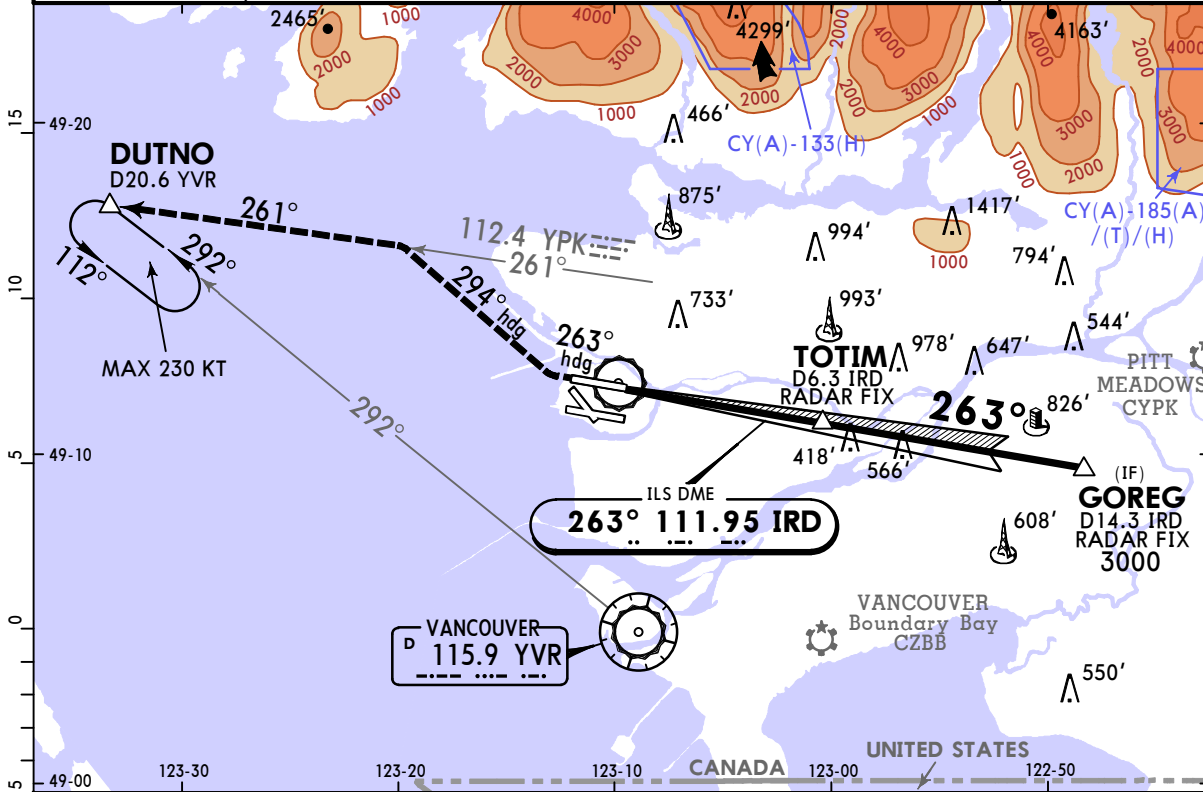 2465’
1000
4000
3000
2000
1000
2000
1000
4299’
2000
2000
4000
3000
2000
1000
4163’
4000
3000
2000
1000
2000
4000
3000
15
49-20
466’
CY(A)-133(H)
DUTNO
D20.6 YVR
261°
875’
112.4 YPK
261°
1417’
1000
CY(A)-185(A)
/(T)/(H)
994’
794’
292°
112°
294°
hdg
10
733’
993’
544’
MAX 230 KT
263°
hdg
TOTIM
D6.3 IRD
RADAR FIX
978’
647’
PITT
MEADOWS
CYPK
263°
826’
292°
5
49-10
418’
566’
(IF)
GOREG
D14.3 IRD
RADAR FIX
3000
ILS DME
263° 111.95 IRD
608’
0
VANCOUVER
D 115.9 YVR
VANCOUVER
Boundary Bay
CZBB
550’
UNITED STATES
CANADA
5
49-00
123-30
123-20
123-10
123-00
122-50